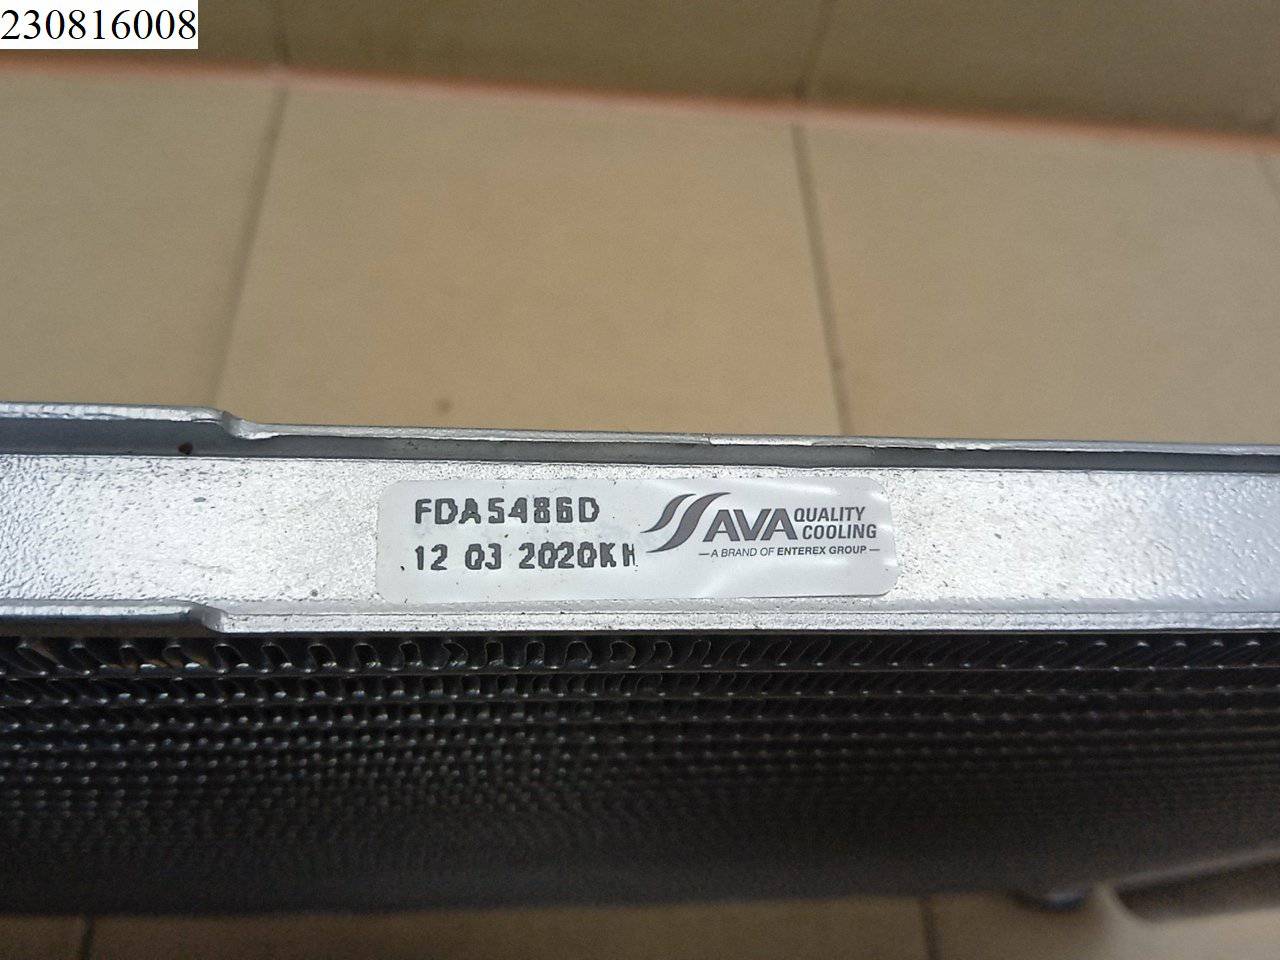 230816008
FDA5486D
12 03 2020KH
AVA QUALITY COOLING
A BRAND OF ENTEREX GROUP